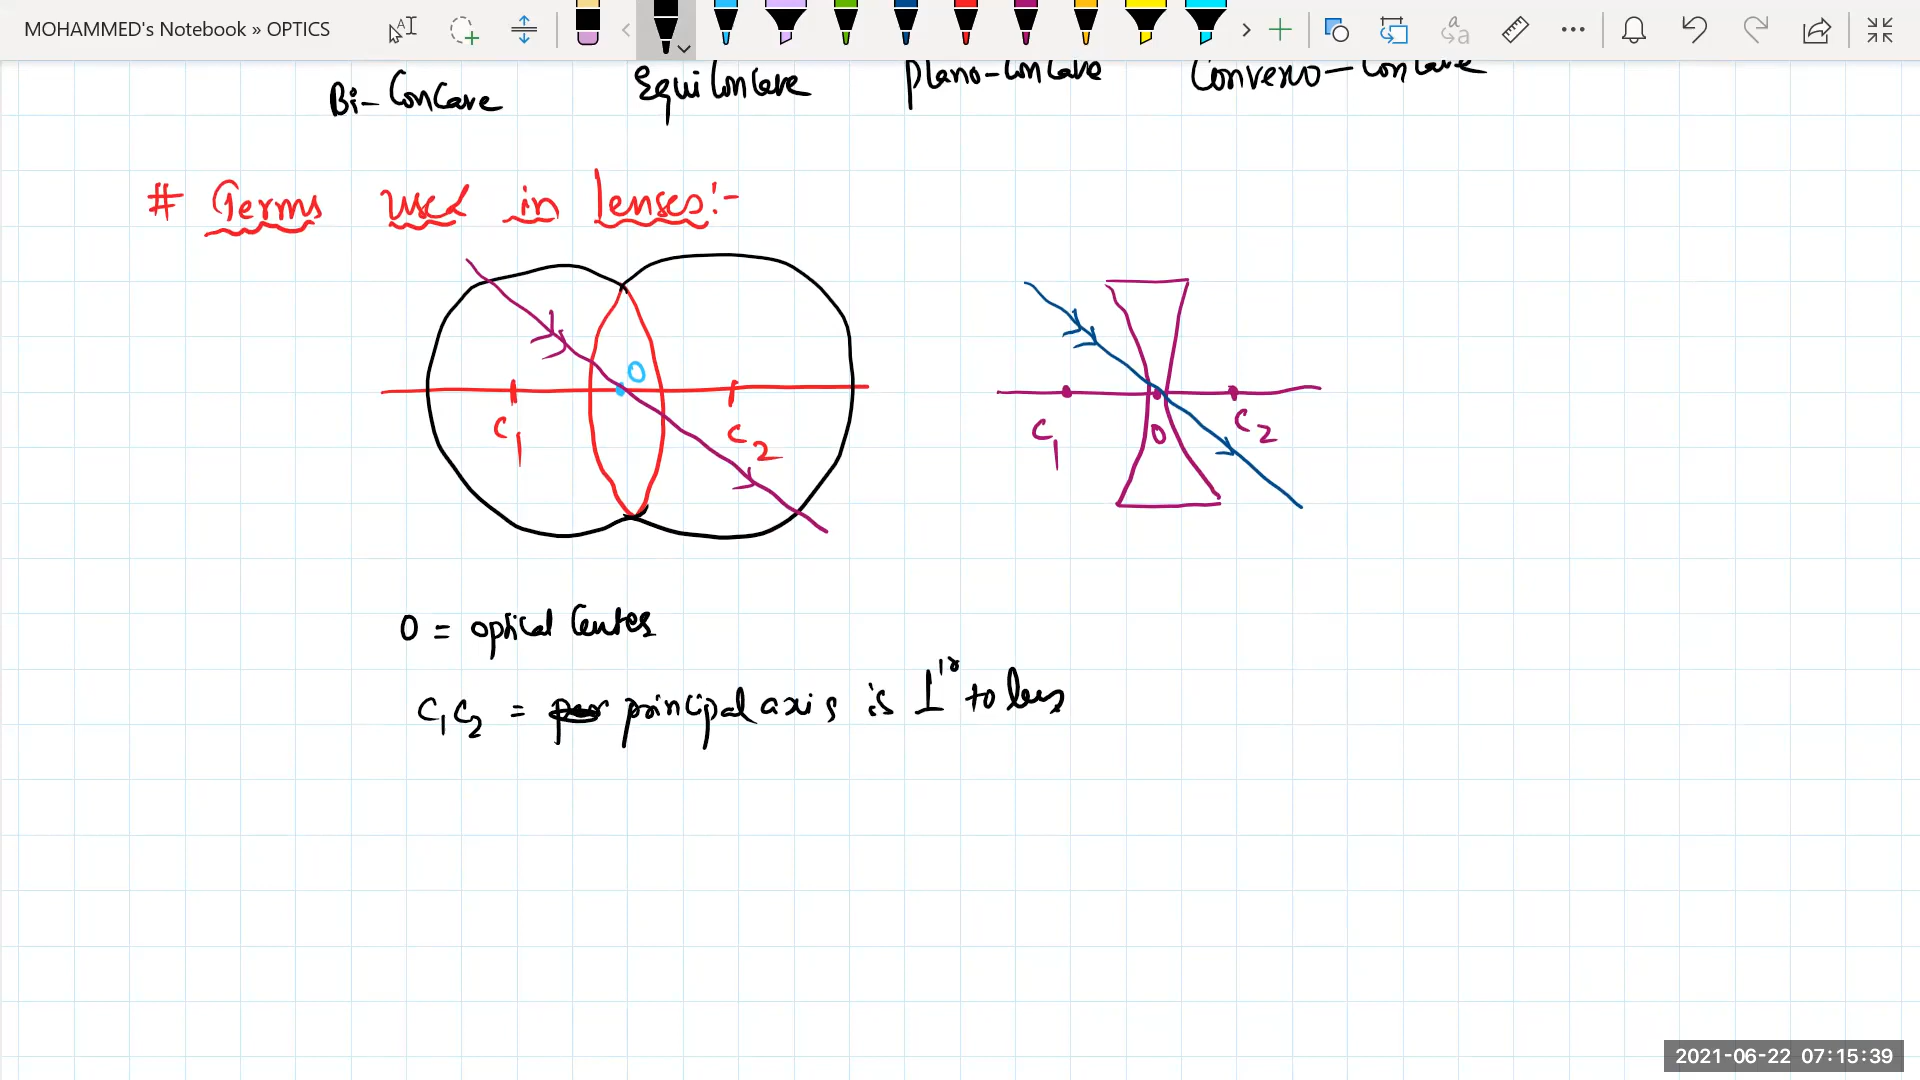 MOHAMMED's Notebook » OPTICS
Bi-Concave Equi Concave Plano-Concave Convexo-Concave
# Terms used in lenses:-
O
C1 C2
C1 O C2
O = optical Center
C1C2 = principal axis is ⊥lr to lens
2021-06-22 07:15:39